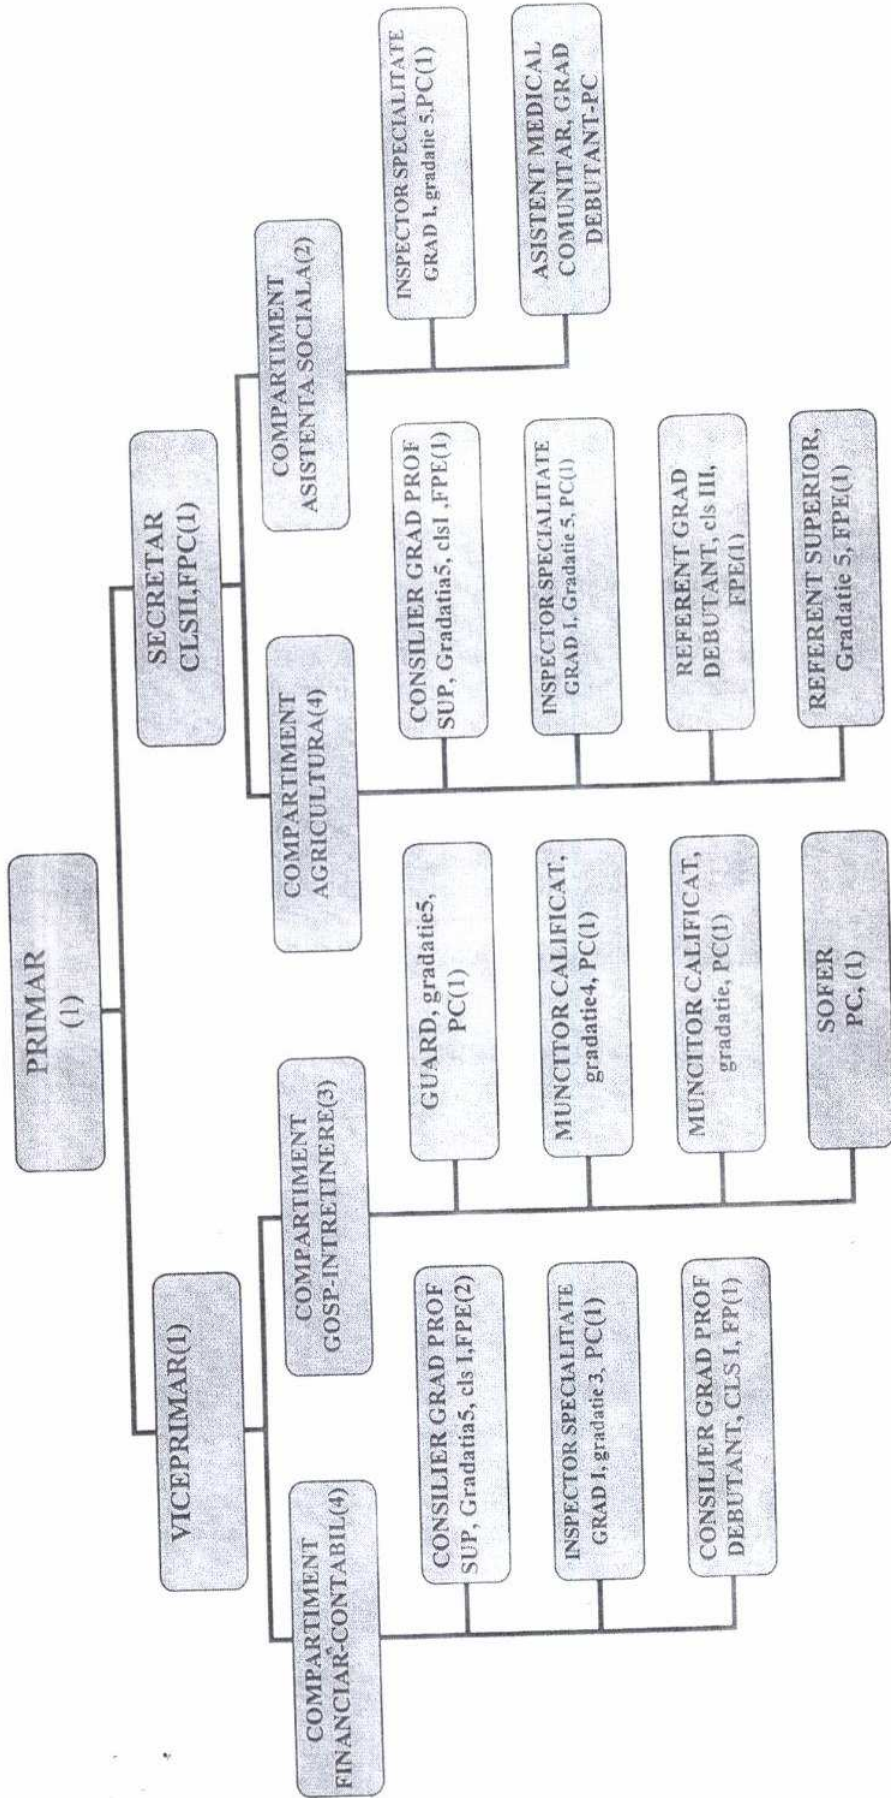 PRIMAR
(1)
VICEPRIMAR(1)
SECRETAR
CLSII,FPC(1)
COMPARTIMENT
FINANCIAR-CONTABIL(4)
COMPARTIMENT
GOSP-INTRETINERE(3)
COMPARTIMENT
AGRICULTURA(4)
COMPARTIMENT
ASISTENTA SOCIALA(2)
CONSILIER GRAD PROF
SUP, Gradatia5, cls I,FPE(2)
INSPECTOR SPECIALITATE
GRAD I, gradatie 3, PC(1)
CONSILIER GRAD PROF
DEBUTANT, CLS I, FP(1)
GUARD, gradatie5,
PC(1)
MUNCITOR CALIFICAT,
gradatie4, PC(1)
MUNCITOR CALIFICAT,
gradatie, PC(1)
SOFER
PC, (1)
CONSILIER GRAD PROF
SUP, Gradatia5, clsI ,FPE(1)
INSPECTOR SPECIALITATE
GRAD I, Gradatie 5, PC(1)
REFERENT GRAD
DEBUTANT, cls III,
FPE(1)
REFERENT SUPERIOR,
Gradatie 5, FPE(1)
INSPECTOR SPECIALITATE
GRAD I, gradatie 5,PC(1)
ASISTENT MEDICAL
COMUNITAR, GRAD
DEBUTANT-PC